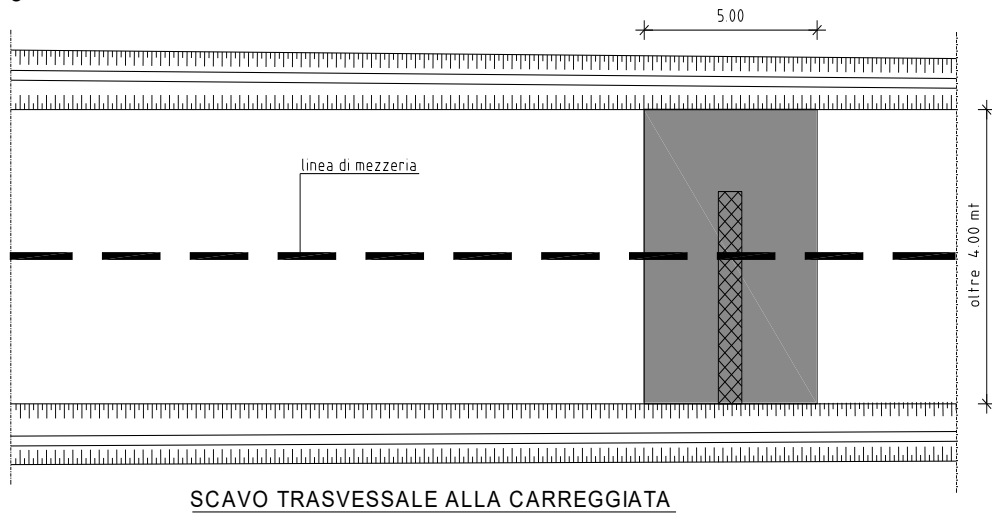 5.00
linea di mezzeria
oltre 4.00 mt
SCAVO TRASVESSALE ALLA CARREGGIATA